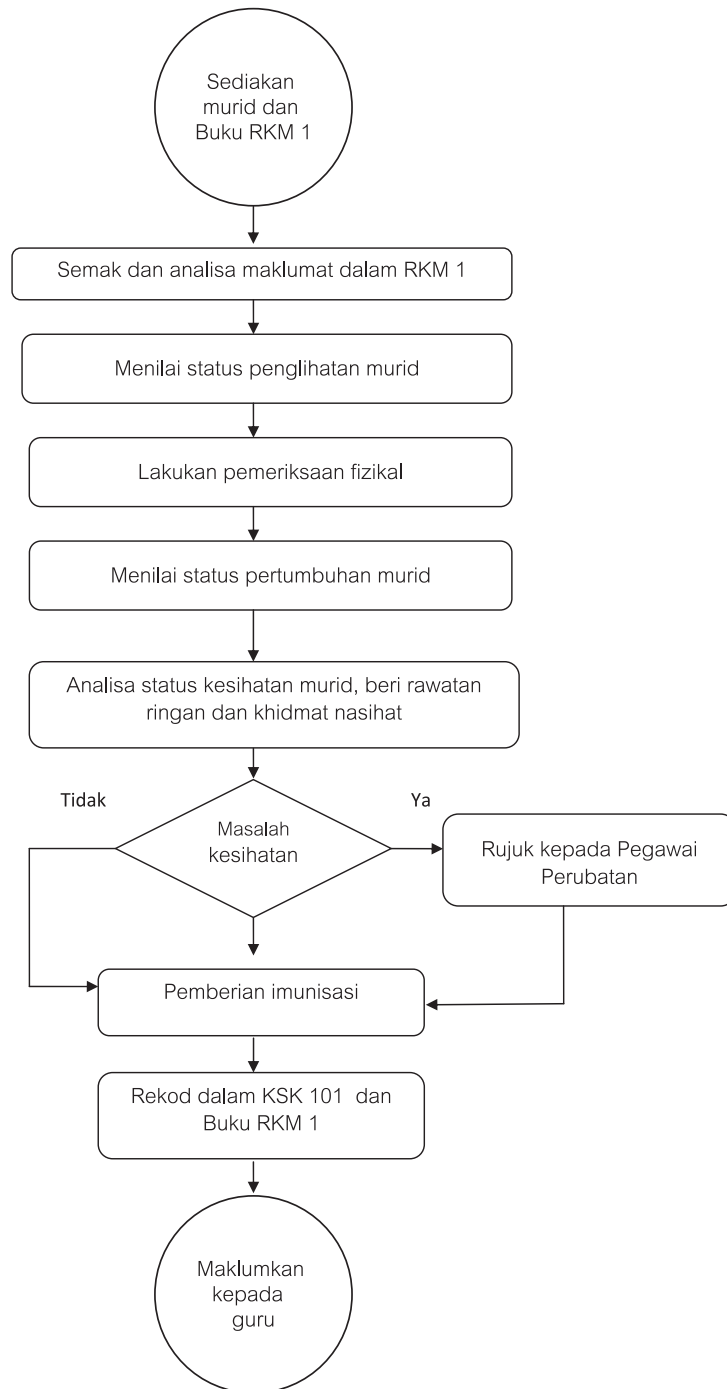 Sediakan
murid dan
Buku RKM 1
Semak dan analisa maklumat dalam RKM 1
Menilai status penglihatan murid
Lakukan pemeriksaan fizikal
Menilai status pertumbuhan murid
Analisa status kesihatan murid, beri rawatan
ringan dan khidmat nasihat
Tidak
Ya
Masalah
kesihatan
Rujuk kepada Pegawai
Perubatan
Pemberian imunisasi
Rekod dalam KSK 101 dan
Buku RKM 1
Maklumkan
kepada
guru